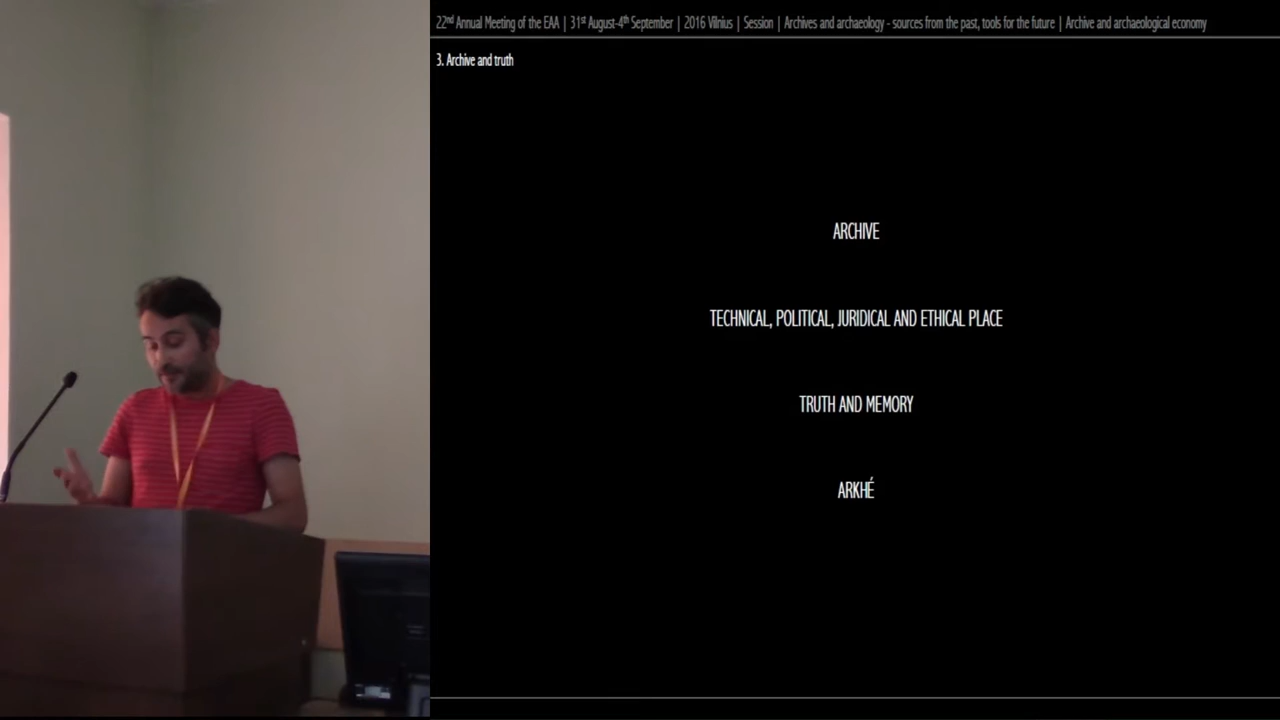 22nd Annual Meeting of the EAA | 31st August-4th September | 2016 Vilnius | Session | Archives and archaeology - sources from the past, tools for the future | Archive and archaeological economy
3. Archive and truth
ARCHIVE
TECHNICAL, POLITICAL, JURIDICAL AND ETHICAL PLACE
TRUTH AND MEMORY
ARKHÉ